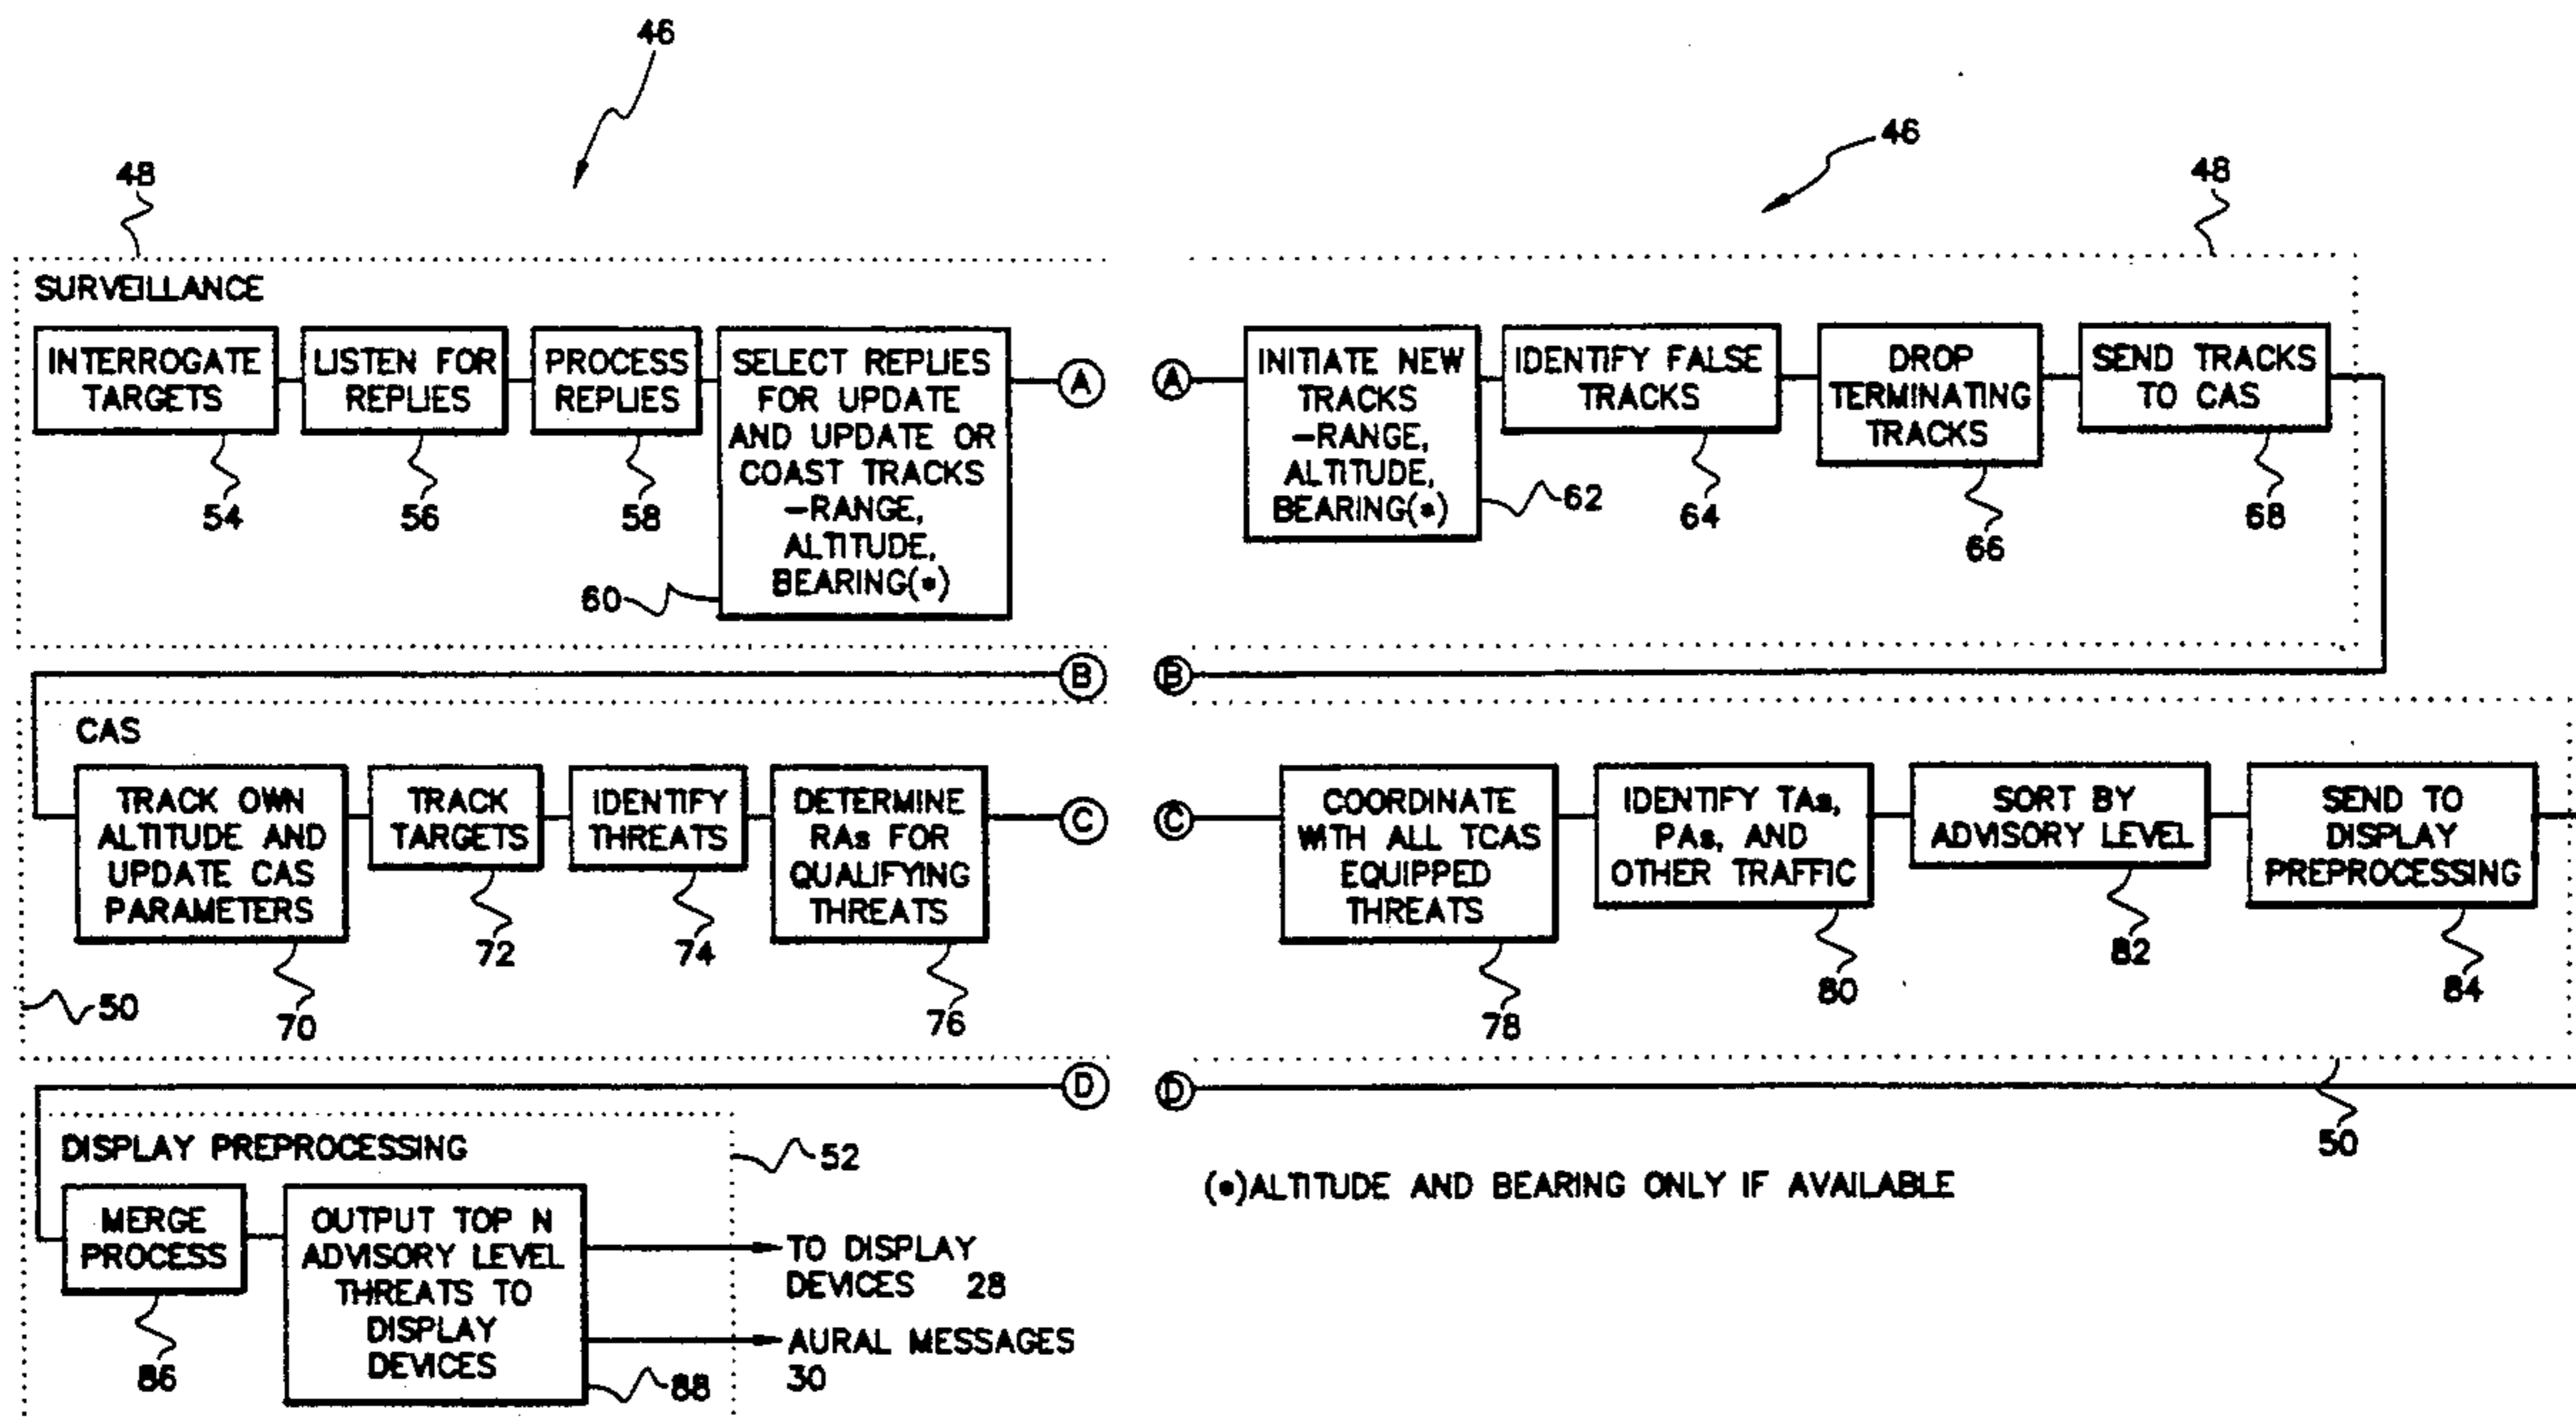 46
46
48
48
SURVEILLANCE
INTERROGATE
TARGETS
54
LISTEN FOR
REPLIES
56
PROCESS
REPLIES
58
SELECT REPLIES
FOR UPDATE
AND UPDATE OR
COAST TRACKS
-RANGE,
ALTITUDE,
BEARING(*)
60
A
A
INITIATE NEW
TRACKS
-RANGE,
ALTITUDE,
BEARING(*)
62
IDENTIFY FALSE
TRACKS
64
DROP
TERMINATING
TRACKS
66
SEND TRACKS
TO CAS
68
B
B
CAS
TRACK OWN
ALTITUDE AND
UPDATE CAS
PARAMETERS
70
TRACK
TARGETS
72
IDENTIFY
THREATS
74
DETERMINE
RAs FOR
QUALIFYING
THREATS
76
C
C
COORDINATE
WITH ALL TCAS
EQUIPPED
THREATS
78
IDENTIFY TAs,
PAs, AND
OTHER TRAFFIC
80
SORT BY
ADVISORY LEVEL
82
SEND TO
DISPLAY
PREPROCESSING
84
50
50
D
D
DISPLAY PREPROCESSING
52
MERGE
PROCESS
86
OUTPUT TOP N
ADVISORY LEVEL
THREATS TO
DISPLAY
DEVICES
88
TO DISPLAY
DEVICES 28
AURAL MESSAGES
30
(*)ALTITUDE AND BEARING ONLY IF AVAILABLE